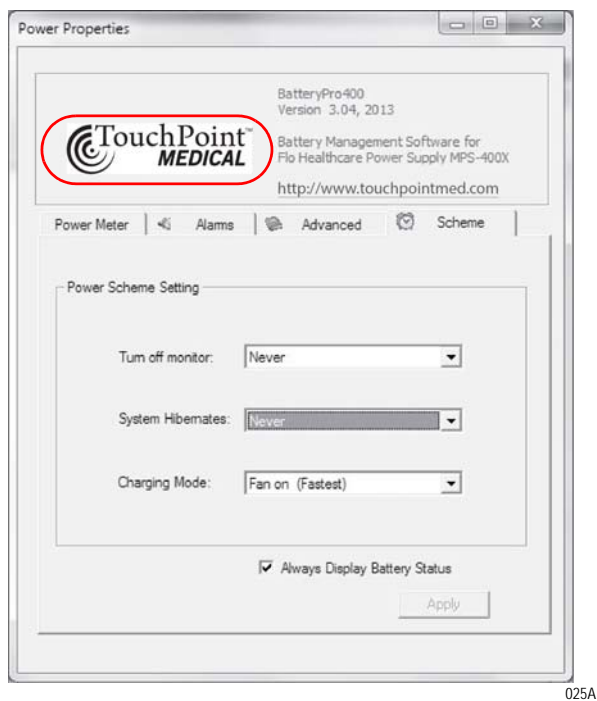 Power Properties
BatteryPro400
Version 3.04, 2013
TouchPoint™
MEDICAL
Battery Management Software for
Flo Healthcare Power Supply MPS-400X
http://www.touchpointmed.com
Power Meter Alarms Advanced Scheme
Power Scheme Setting
Turn off monitor: Never
System Hibernates: Never
Charging Mode: Fan on (Fastest)
Always Display Battery Status
Apply
025A